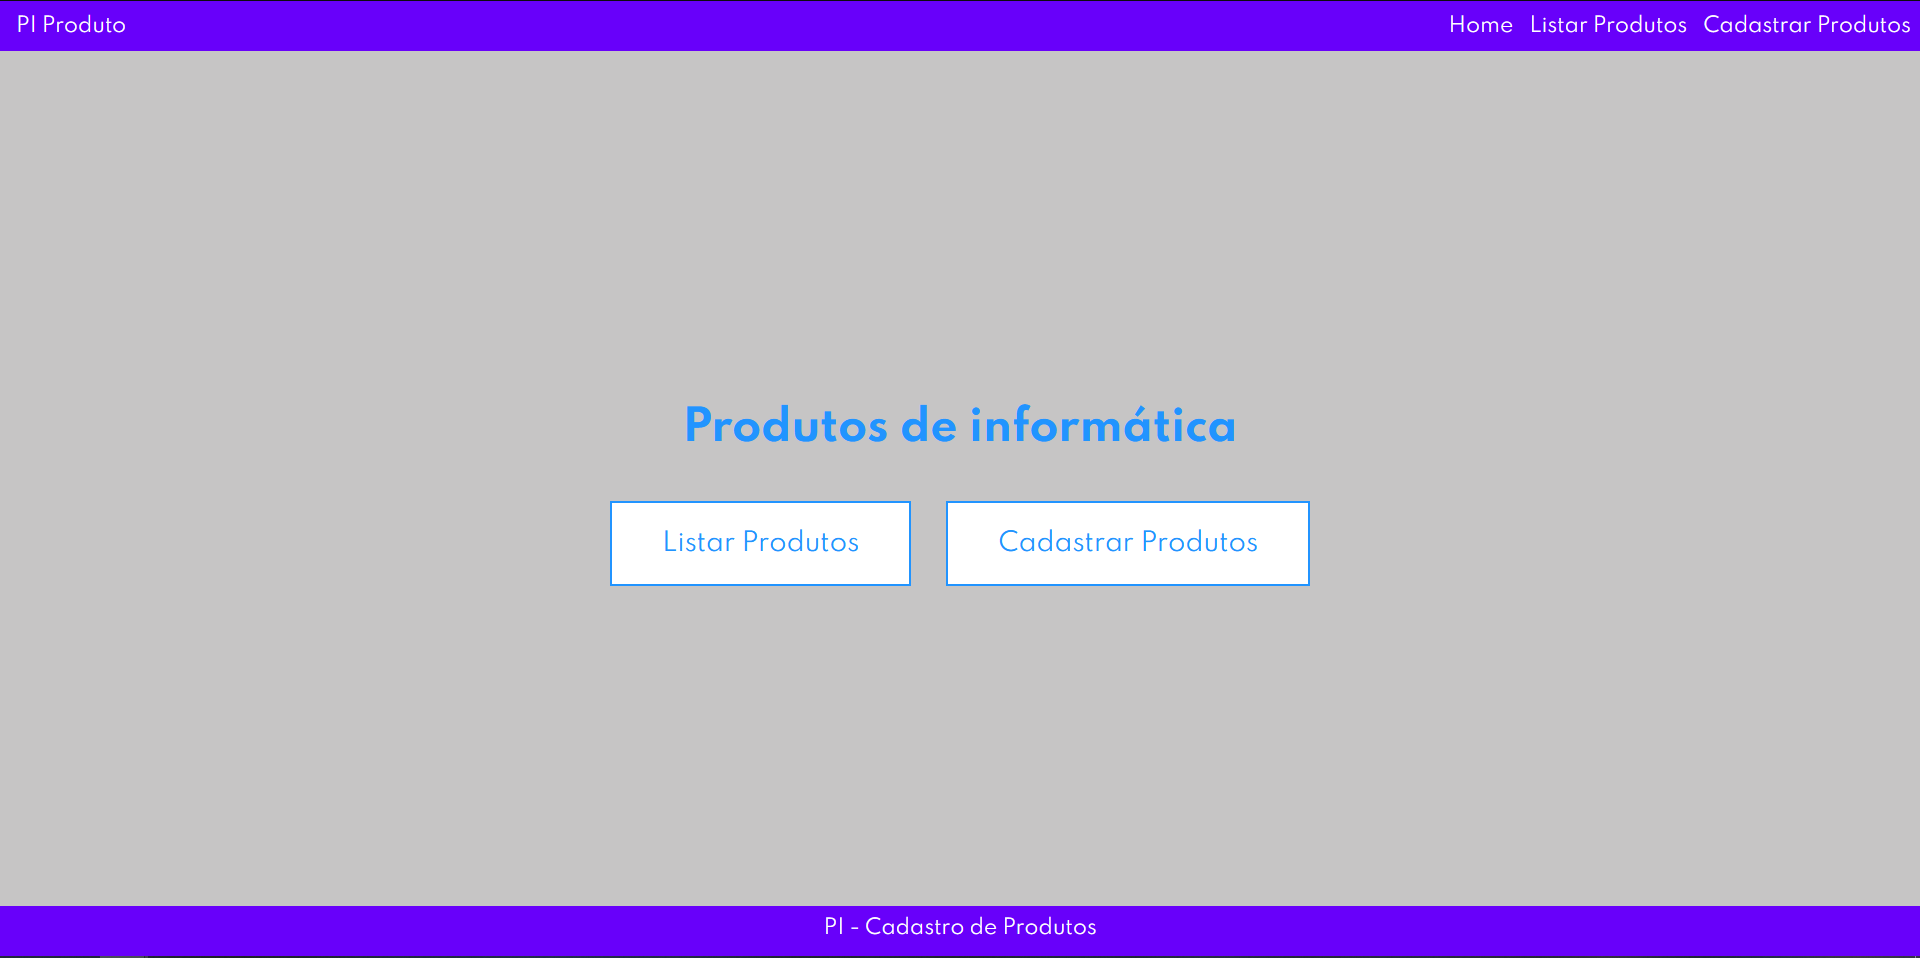 PI Produto
Home Listar Produtos Cadastrar Produtos
Produtos de informática
Listar Produtos
Cadastrar Produtos
PI - Cadastro de Produtos